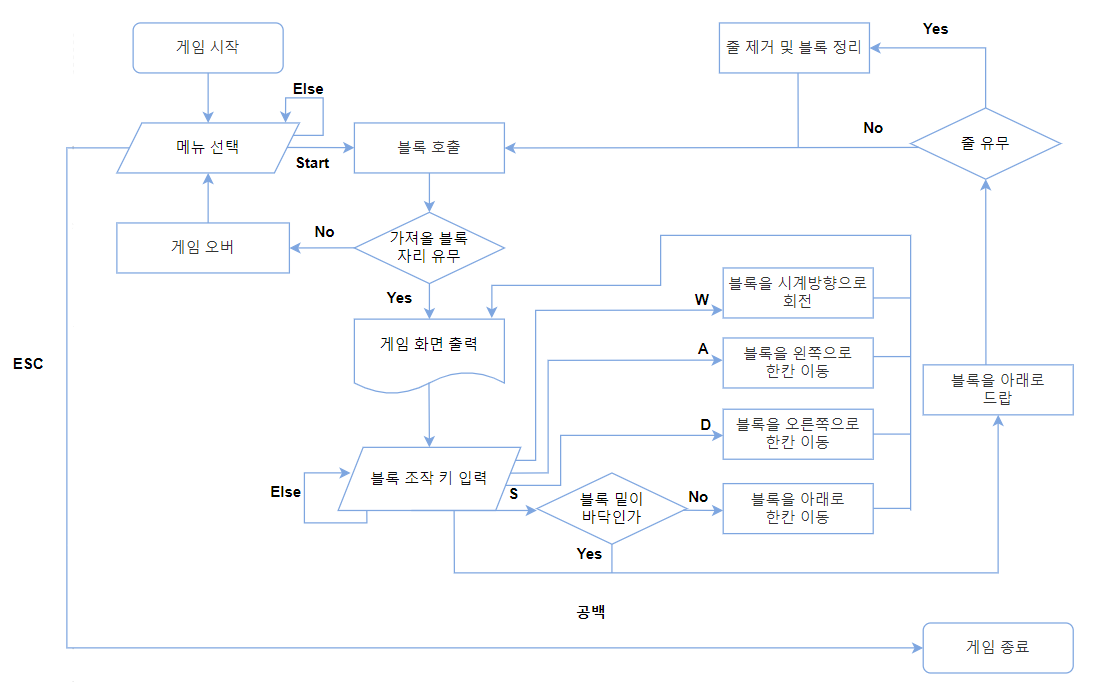 게임 시작
줄 제거 및 블록 정리
Yes
Else
메뉴 선택
Start
블록 호출
No
줄 유무
게임 오버
No
가져올 블록
자리 유무
Yes
게임 화면 출력
W
블록을 시계방향으로
회전
A
블록을 왼쪽으로
한칸 이동
ESC
블록을 아래로
드랍
D
블록을 오른쪽으로
한칸 이동
Else
블록 조작 키 입력
S
블록 밑이
바닥인가
No
블록을 아래로
한칸 이동
Yes
공백
게임 종료